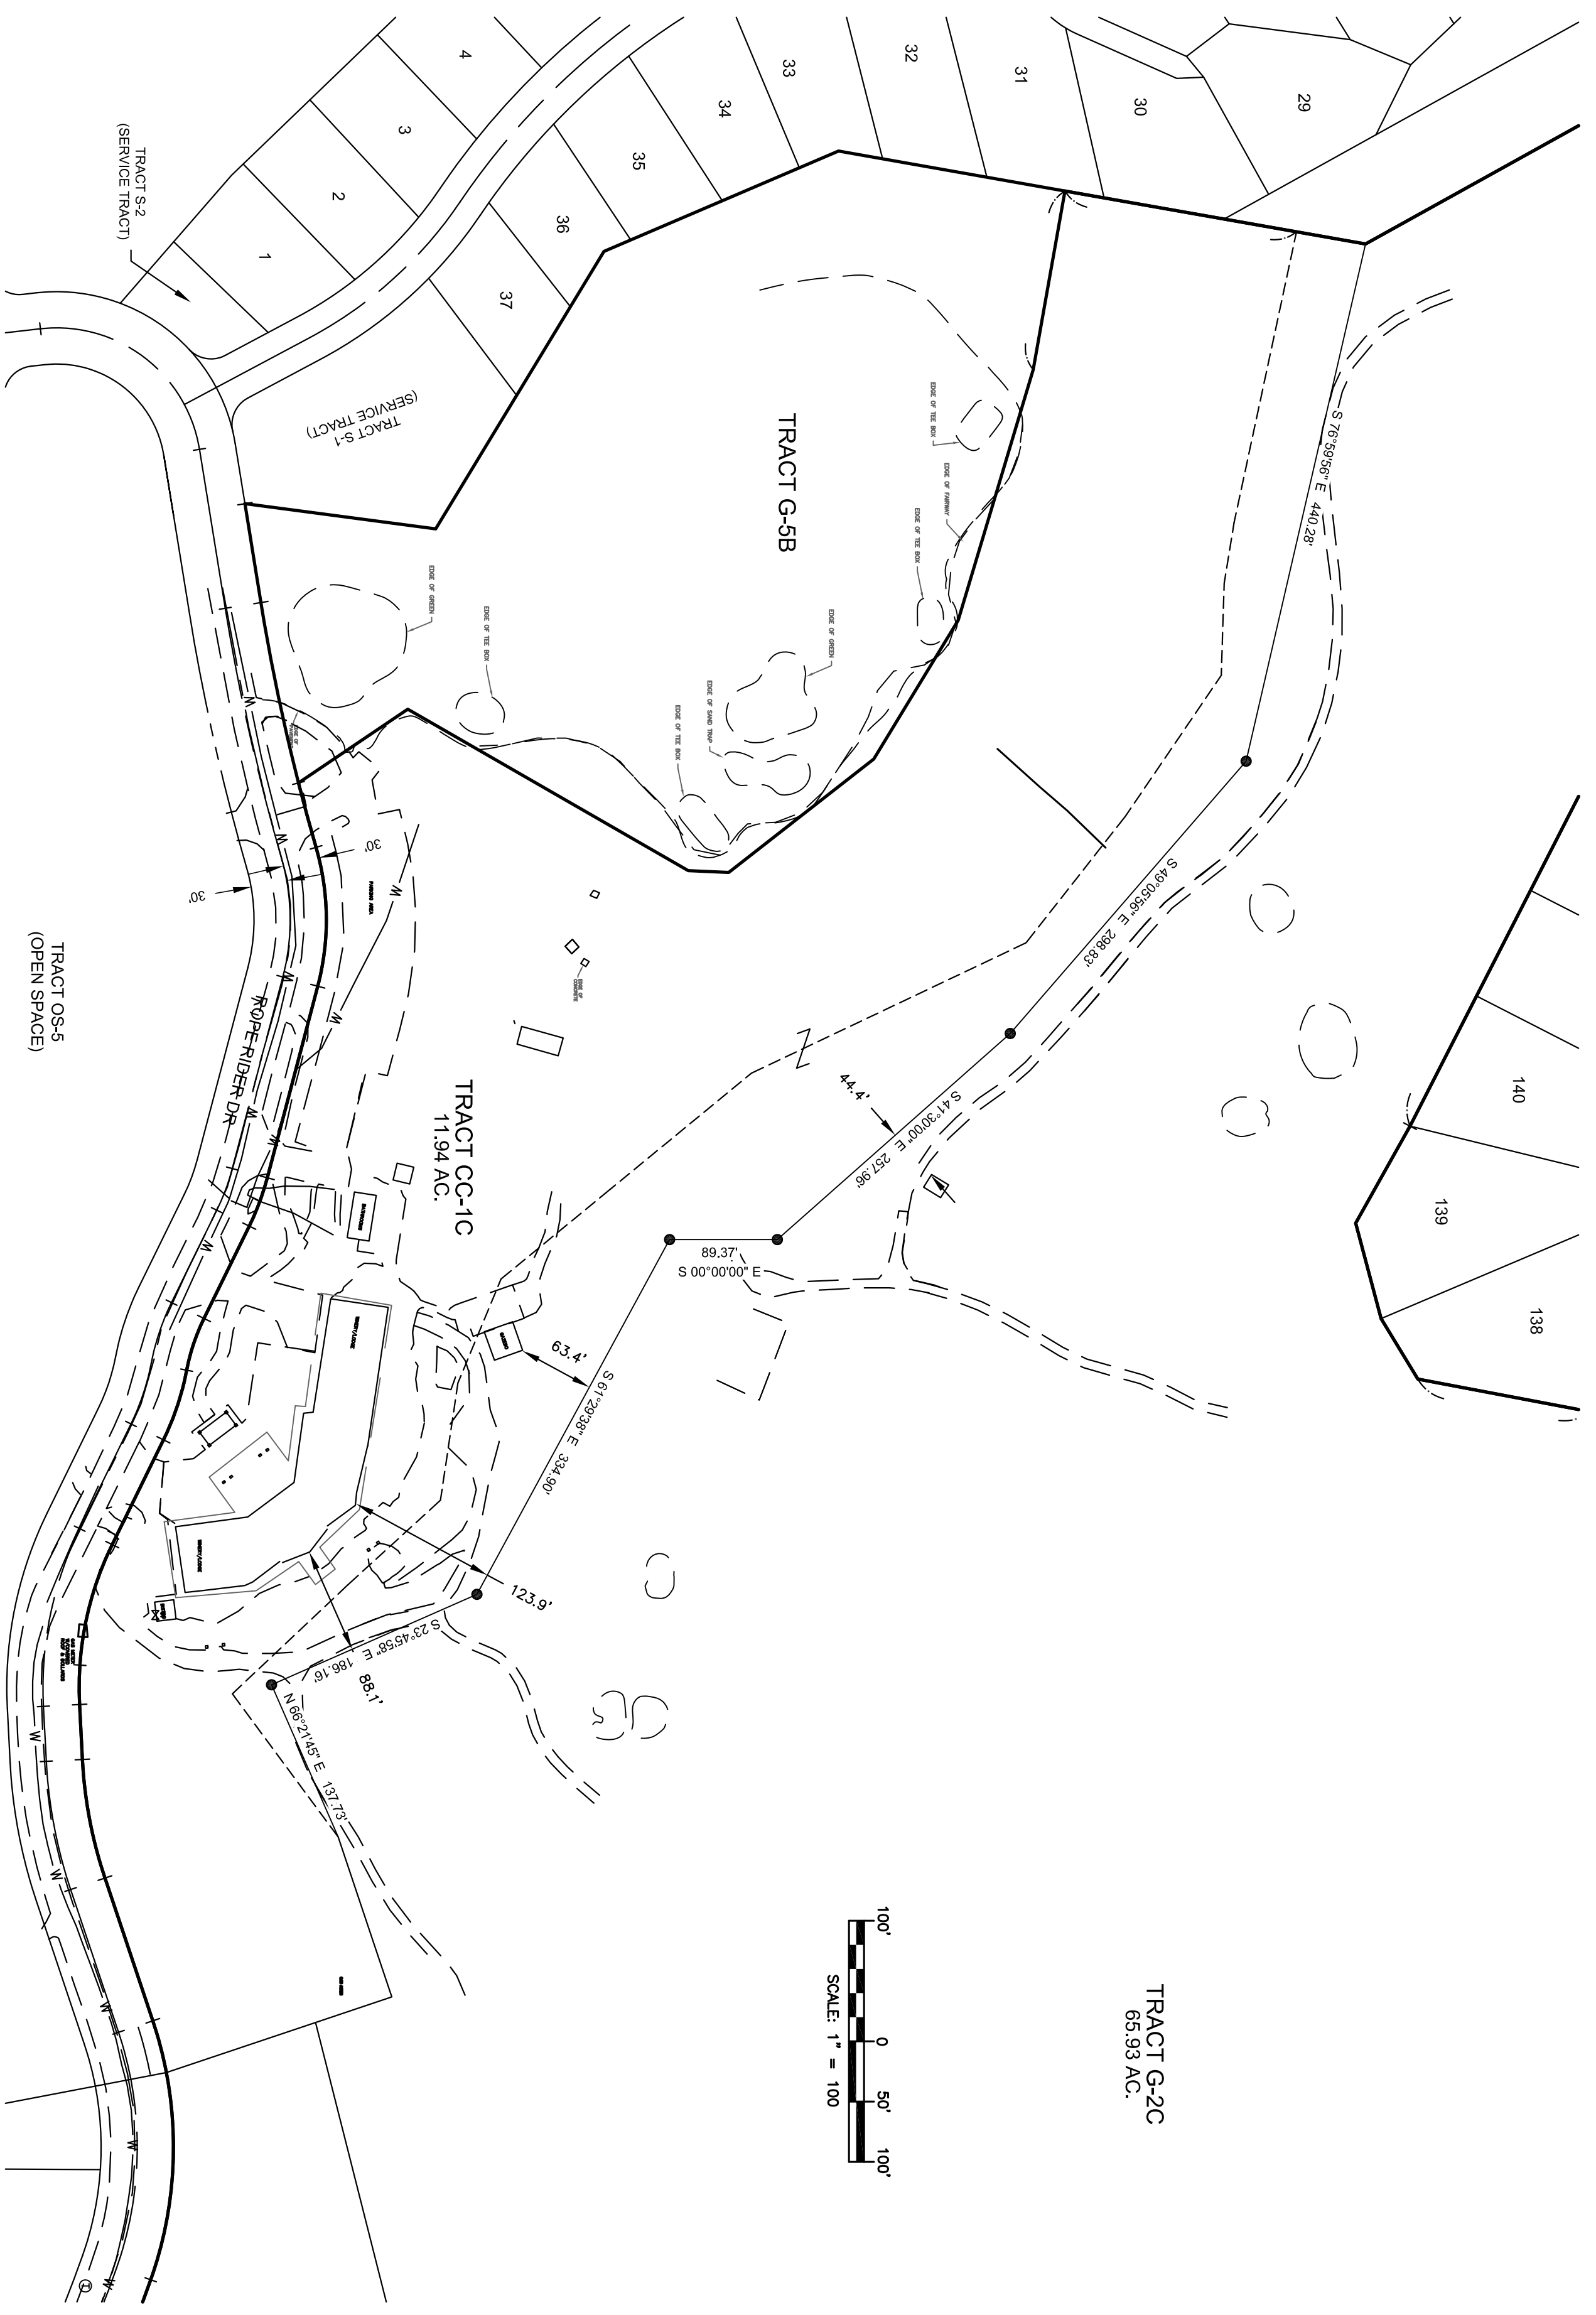 29
30
31
32
33
34
35
36
37
4
3
2
1
TRACT S-2
(SERVICE TRACT)
TRACT S-1
(SERVICE TRACT)
TRACT G-5B
EDGE OF TEE BOX
EDGE OF FAIRWAY
EDGE OF TEE BOX
EDGE OF GREEN
EDGE OF SAND TRAP
EDGE OF TEE BOX
EDGE OF GREEN
EDGE OF TEE BOX
S 76°59'56" E 440.28'
S 49°05'56" E 298.83'
S 41°30'00" E 257.96'
44.4'
89.37'
S 00°00'00" E
63.4'
S 61°29'38" E 334.90'
123.9'
S 23°45'58" E 186.16'
88.1'
N 66°21'45" E 137.73'
140
139
138
TRACT CC-1C
11.94 AC.
PARKING AREA
EDGE OF
CONCRETE
30'
30'
ROPE RIDER DR
W
W
W
W
W
W
W
W
W
W
W
W
W
W
TRACT OS-5
(OPEN SPACE)
TRACT G-2C
65.93 AC.
100'
0
50'
100'
SCALE: 1" = 100